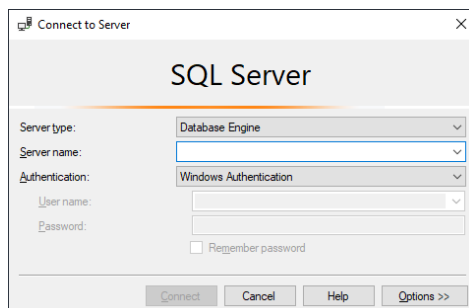 Connect to Server
SQL Server
Server type: Database Engine
Server name:
Authentication: Windows Authentication
User name:
Password:
Remember password
Connect Cancel Help Options >>